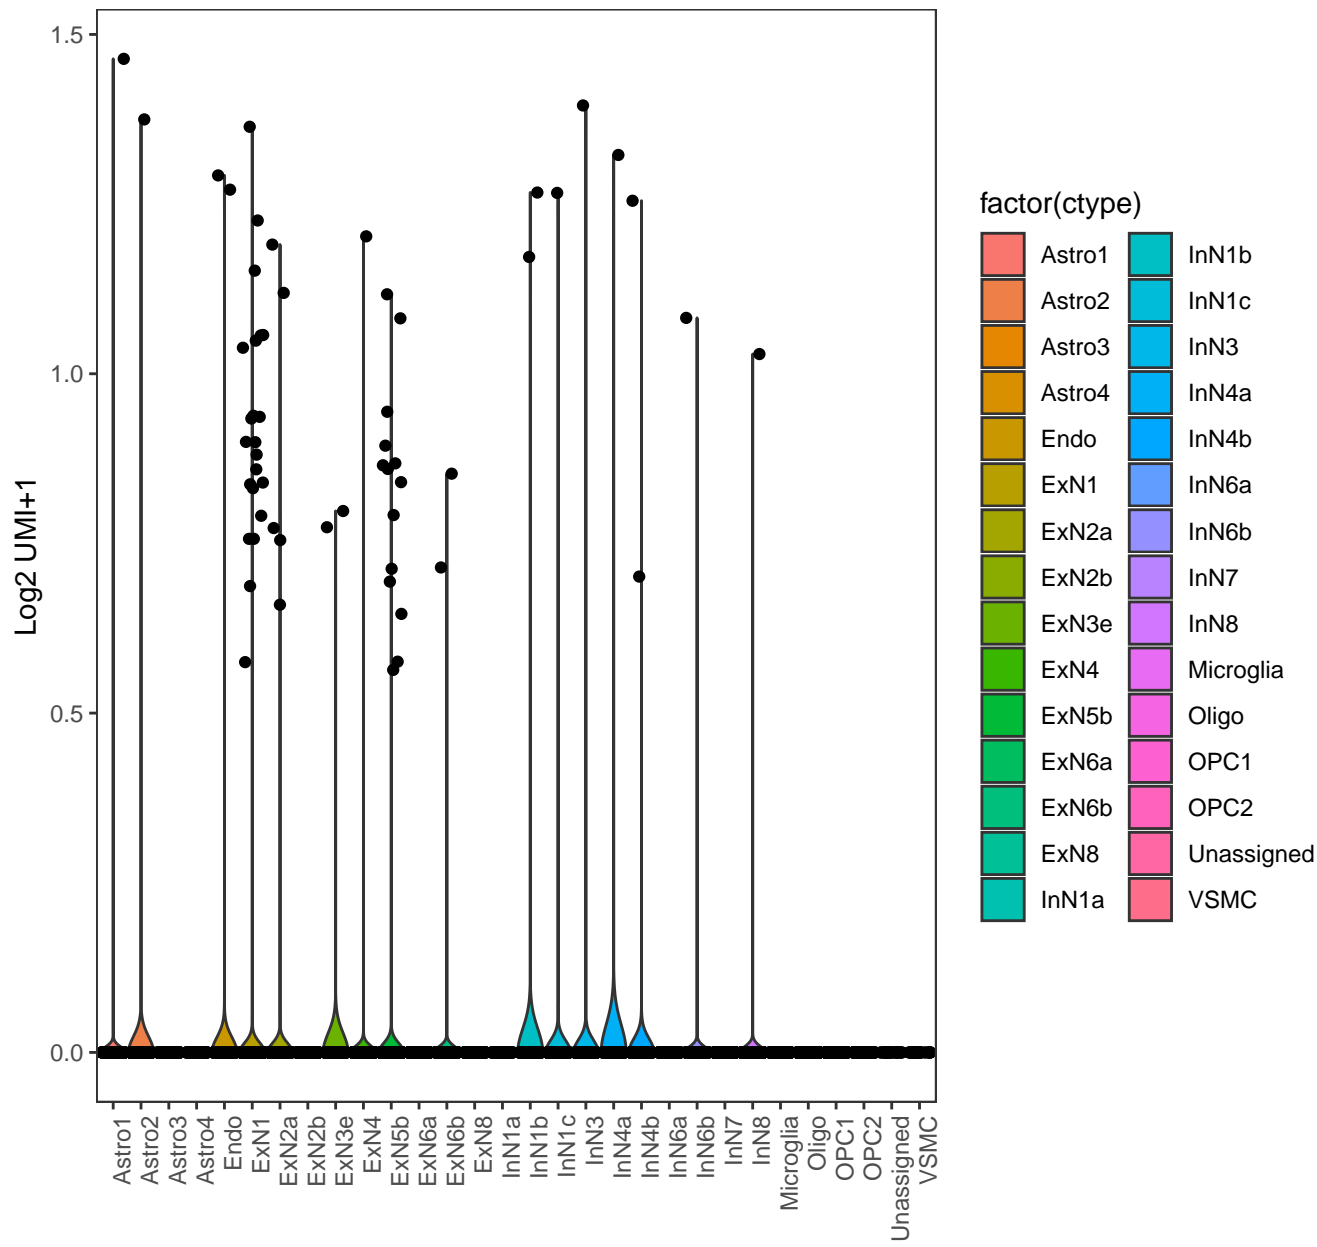 Log2 UMI+1
1.5
1.0
0.5
0.0
Astro1
Astro2
Astro3
Astro4
Endo
ExN1
ExN2a
ExN2b
ExN3e
ExN4
ExN5b
ExN6a
ExN6b
ExN8
InN1a
InN1b
InN1c
InN3
InN4a
InN4b
InN6a
InN6b
InN7
InN8
Microglia
Oligo
OPC1
OPC2
Unassigned
VSMC
factor(ctype)
Astro1
Astro2
Astro3
Astro4
Endo
ExN1
ExN2a
ExN2b
ExN3e
ExN4
ExN5b
ExN6a
ExN6b
ExN8
InN1a
InN1b
InN1c
InN3
InN4a
InN4b
InN6a
InN6b
InN7
InN8
Microglia
Oligo
OPC1
OPC2
Unassigned
VSMC